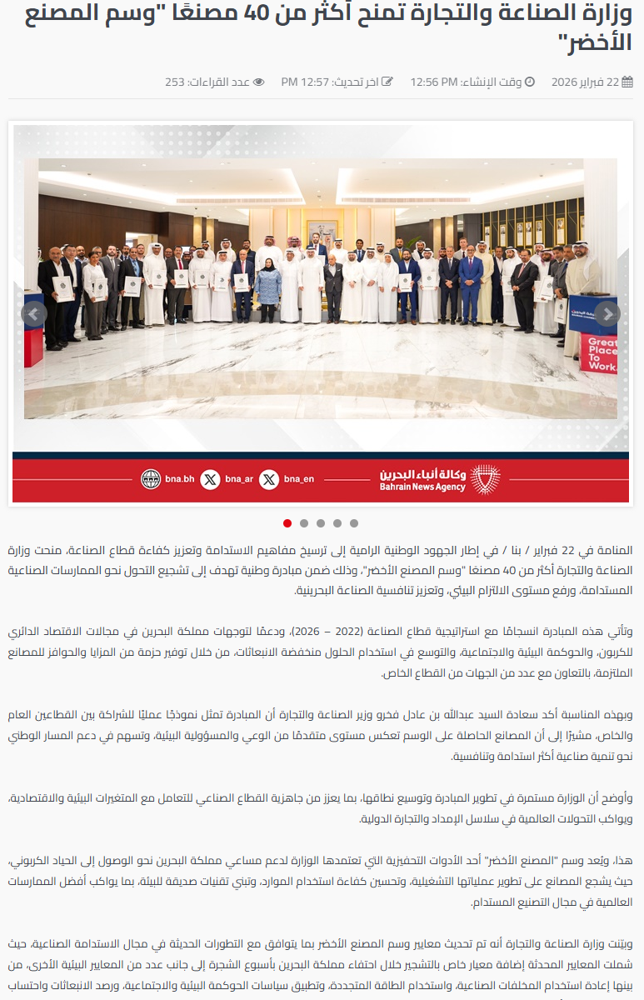 وزارة الصناعة والتجارة تمنح أكثر من 40 مصنعًا "وسم المصنع
الأخضر"
22 فبراير 2026 وقت الإنشاء: 12:56 PM اخر تحديث: 12:57 PM عدد القراءات: 253
Great
Place
To
Work.
وكالة أنباء البحرين
Bahrain News Agency
bna.bh bna_ar bna_en
المنامة في 22 فبراير / بنا / في إطار الجهود الوطنية الرامية إلى ترسيخ مفاهيم الاستدامة وتعزيز كفاءة قطاع الصناعة، منحت وزارة
الصناعة والتجارة أكثر من 40 مصنعًا "وسم المصنع الأخضر"، وذلك ضمن مبادرة وطنية تهدف إلى تشجيع التحول نحو الممارسات الصناعية
المستدامة، ورفع مستوى الالتزام البيئي، وتعزيز تنافسية الصناعة البحرينية.
وتأتي هذه المبادرة انسجامًا مع استراتيجية قطاع الصناعة (2022 – 2026)، ودعمًا لتوجهات مملكة البحرين في مجالات الاقتصاد الدائري
للكربون، والحوكمة البيئية والاجتماعية، والتوسع في استخدام الحلول منخفضة الانبعاثات، من خلال توفير حزمة من المزايا والحوافز للمصانع
الملتزمة، بالتعاون مع عدد من الجهات من القطاع الخاص.
وبهذه المناسبة أكد سعادة السيد عبدالله بن عادل فخرو وزير الصناعة والتجارة أن المبادرة تمثل نموذجًا عمليًا للشراكة بين القطاعين العام
والخاص، مشيرًا إلى أن المصانع الحاصلة على الوسم تعكس مستوى متقدمًا من الوعي والمسؤولية البيئية، وتسهم في دعم المسار الوطني
نحو تنمية صناعية أكثر استدامة وتنافسية.
وأوضح أن الوزارة مستمرة في تطوير المبادرة وتوسيع نطاقها، بما يعزز من جاهزية القطاع الصناعي للتعامل مع المتغيرات البيئية والاقتصادية،
ويواكب التحولات العالمية في سلاسل الإمداد والتجارة الدولية.
هذا، ويُعد وسم "المصنع الأخضر" أحد الأدوات التحفيزية التي تعتمدها الوزارة لدعم مساعي مملكة البحرين نحو الوصول إلى الحياد الكربوني،
حيث يشجع المصانع على تطوير عملياتها التشغيلية، وتحسين كفاءة استخدام الموارد، وتبني تقنيات صديقة للبيئة، بما يواكب أفضل الممارسات
العالمية في مجال التصنيع المستدام.
وبيّنت وزارة الصناعة والتجارة أنه تم تحديث معايير وسم المصنع الأخضر بما يتوافق مع التطورات الحديثة في مجال الاستدامة الصناعية، حيث
شملت المعايير المحدثة إضافة معيار خاص بالتشجير خلال احتفاء مملكة البحرين بأسبوع الشجرة إلى جانب عدد من المعايير البيئية الأخرى، من
بينها إعادة استخدام المخلفات الصناعية، واستخدام الطاقة المتجددة، وتطبيق سياسات الحوكمة البيئية والاجتماعية، ورصد الانبعاثات واحتساب